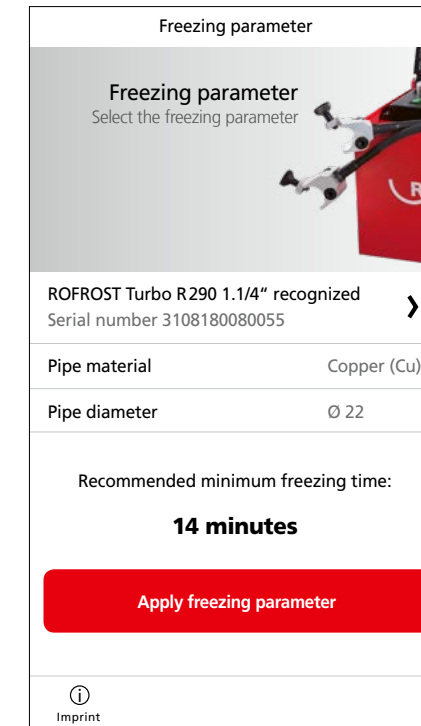 Freezing parameter
Freezing parameter
Select the freezing parameter
ROFROST Turbo R 290 1.1/4“ recognized
Serial number 3108180080055
Pipe material Copper (Cu)
Pipe diameter Ø 22
Recommended minimum freezing time:
14 minutes
Apply freezing parameter
Imprint